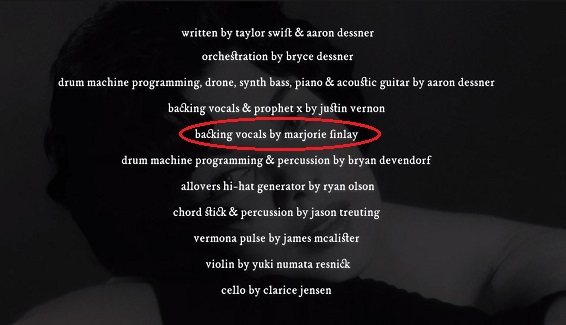 written by taylor swift & aaron dessner
orchestration by bryce dessner
drum machine programming, drone, synth bass, piano & acoustic guitar by aaron dessner
backing vocals & prophet x by justin vernon
backing vocals by marjorie finlay
drum machine programming & percussion by bryan devendorf
allovers hi-hat generator by ryan olson
chord stick & percussion by jason treuting
vermona pulse by james mcalister
violin by yuki numata resnick
cello by clarice jensen